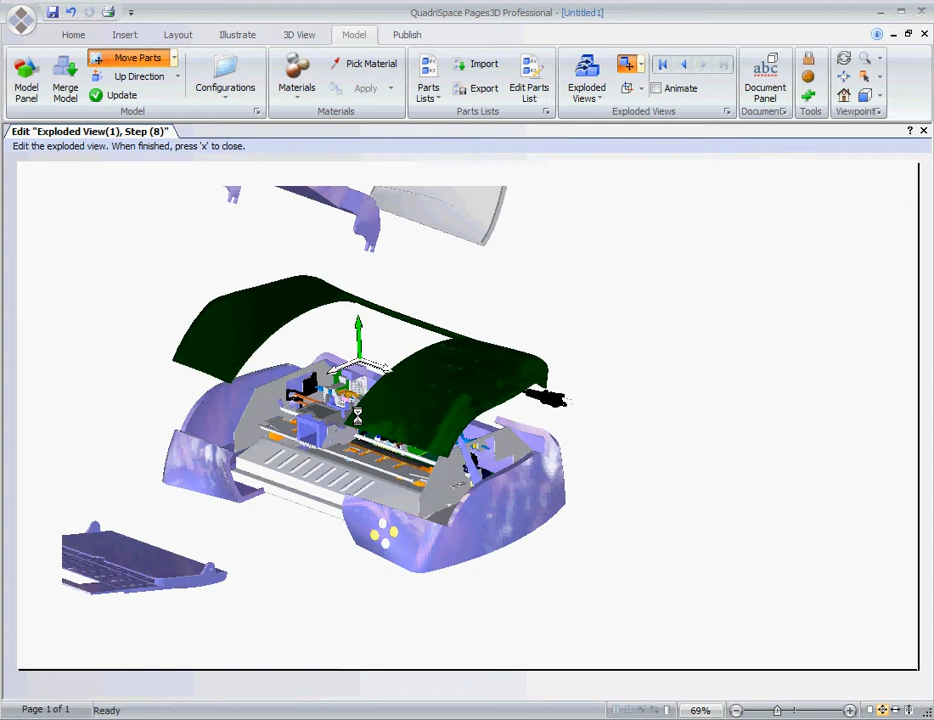 QuadriSpace Pages3D Professional - [Untitled1]
Home Insert Layout Illustrate 3D View Model Publish
Move Parts
Up Direction
Update
Model Panel
Merge Model
Model
Configurations
Materials
Pick Material
Apply
Materials
Parts Lists
Import
Export
Edit Parts List
Parts Lists
Exploded Views
Animate
Exploded Views
abc
Document Panel
Document
Tools
Viewpoint
Edit "Exploded View(1), Step (8)"
Edit the exploded view. When finished, press 'x' to close.
Page 1 of 1 Ready 69%